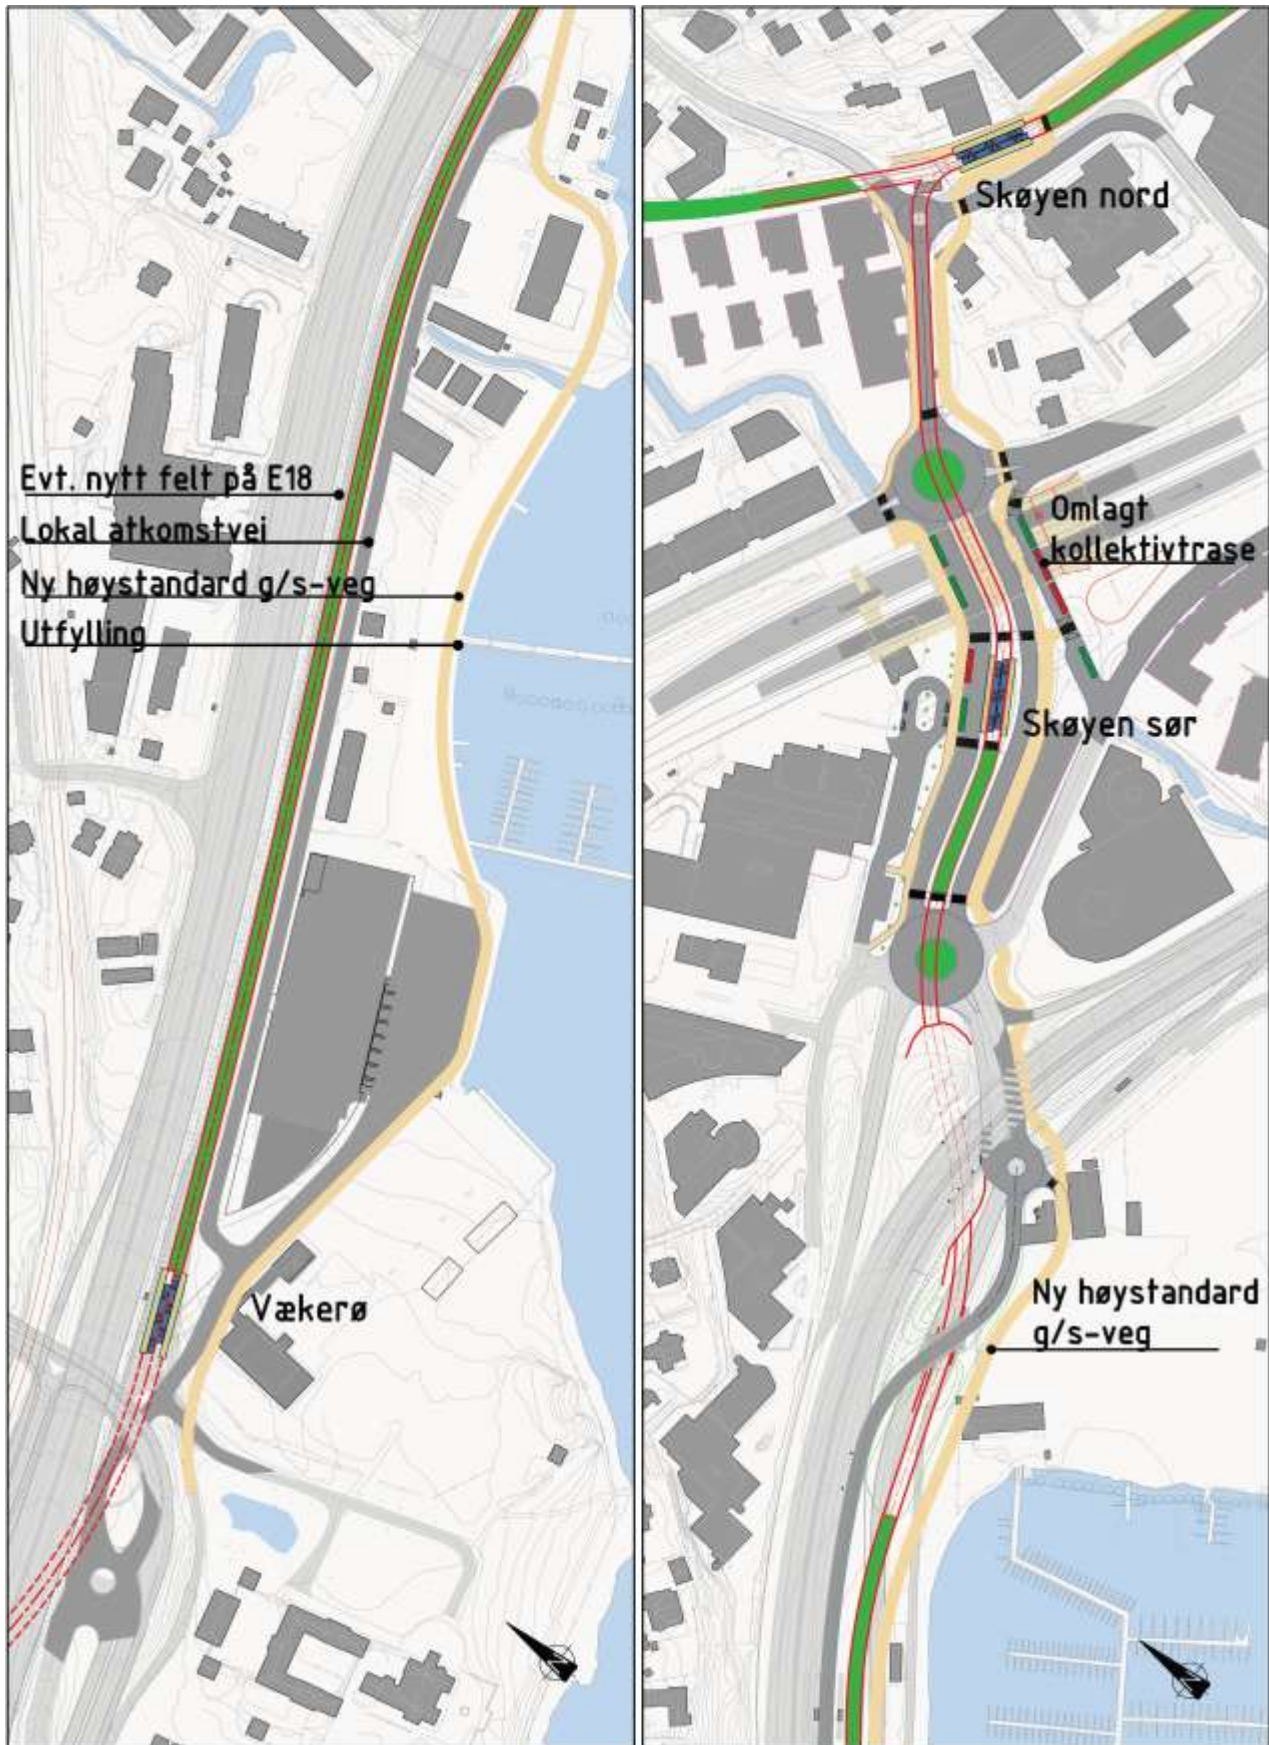 Evt. nytt felt på E18
Lokal atkomstvei
Ny høystandard g/s-veg
Utfylling
Vækerø
Skøyen nord
Omlagt
kollektivtrase
Skøyen sør
Ny høystandard
g/s-veg